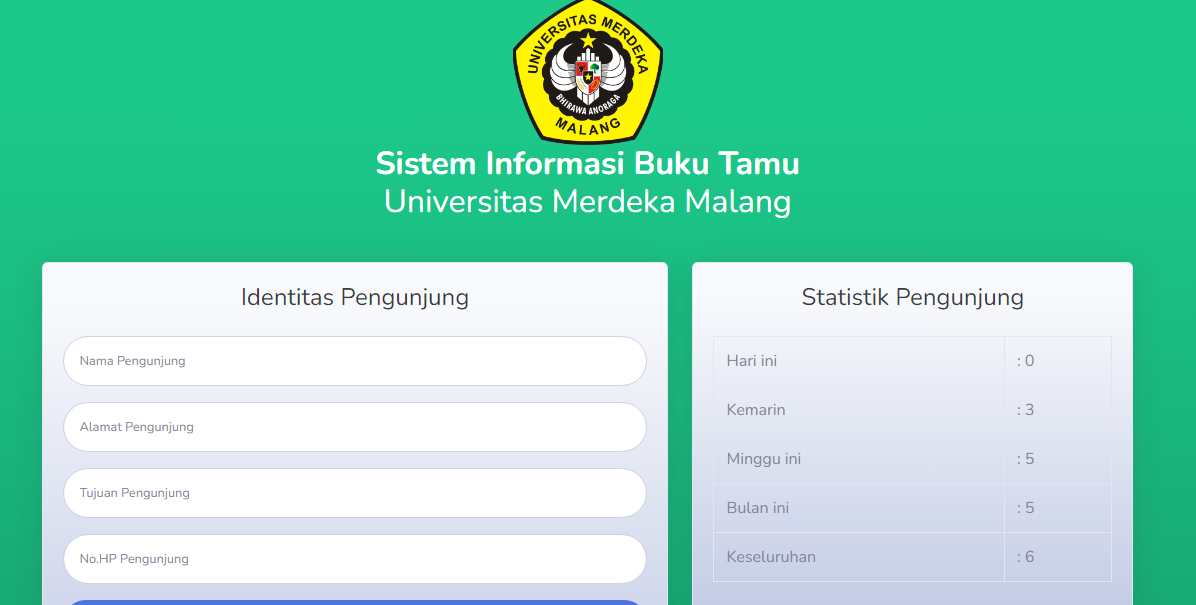 UNIVERSITAS MERDEKA
BHIRAWA ANORAGA
MALANG
Sistem Informasi Buku Tamu
Universitas Merdeka Malang
Identitas Pengunjung
Nama Pengunjung
Alamat Pengunjung
Tujuan Pengunjung
No.HP Pengunjung
Statistik Pengunjung
Hari ini : 0
Kemarin : 3
Minggu ini : 5
Bulan ini : 5
Keseluruhan : 6